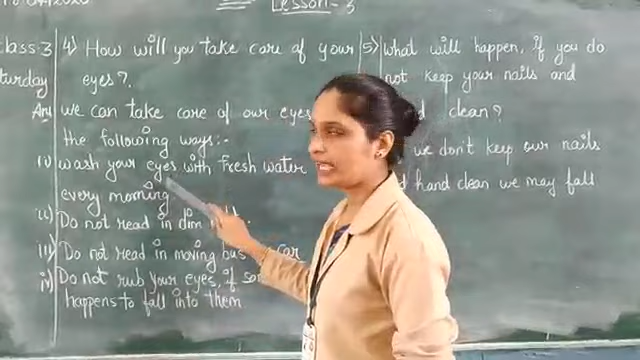 Lesson-3
Class-3
turday
4) How will you take care of your
eyes?
Ans we can take care of our eyes
the following ways:-
wash your eyes with fresh water
every morning
ii) Do not read in dim
iii) Do not read in moving bus car
Do not rub your eyes, if
happens to fall into them
5) what will happen, if you do
not keep your nails and
clean?
we don't keep our nails
hand clean we may fall